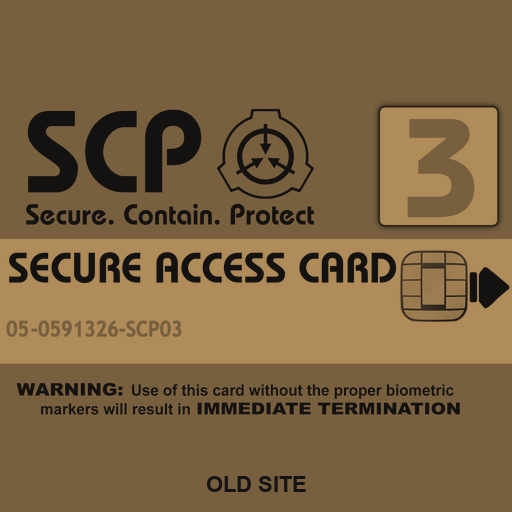 SCP
3
Secure. Contain. Protect
SECURE ACCESS CARD
05-0591326-SCP03
WARNING: Use of this card without the proper biometric
markers will result in IMMEDIATE TERMINATION
OLD SITE